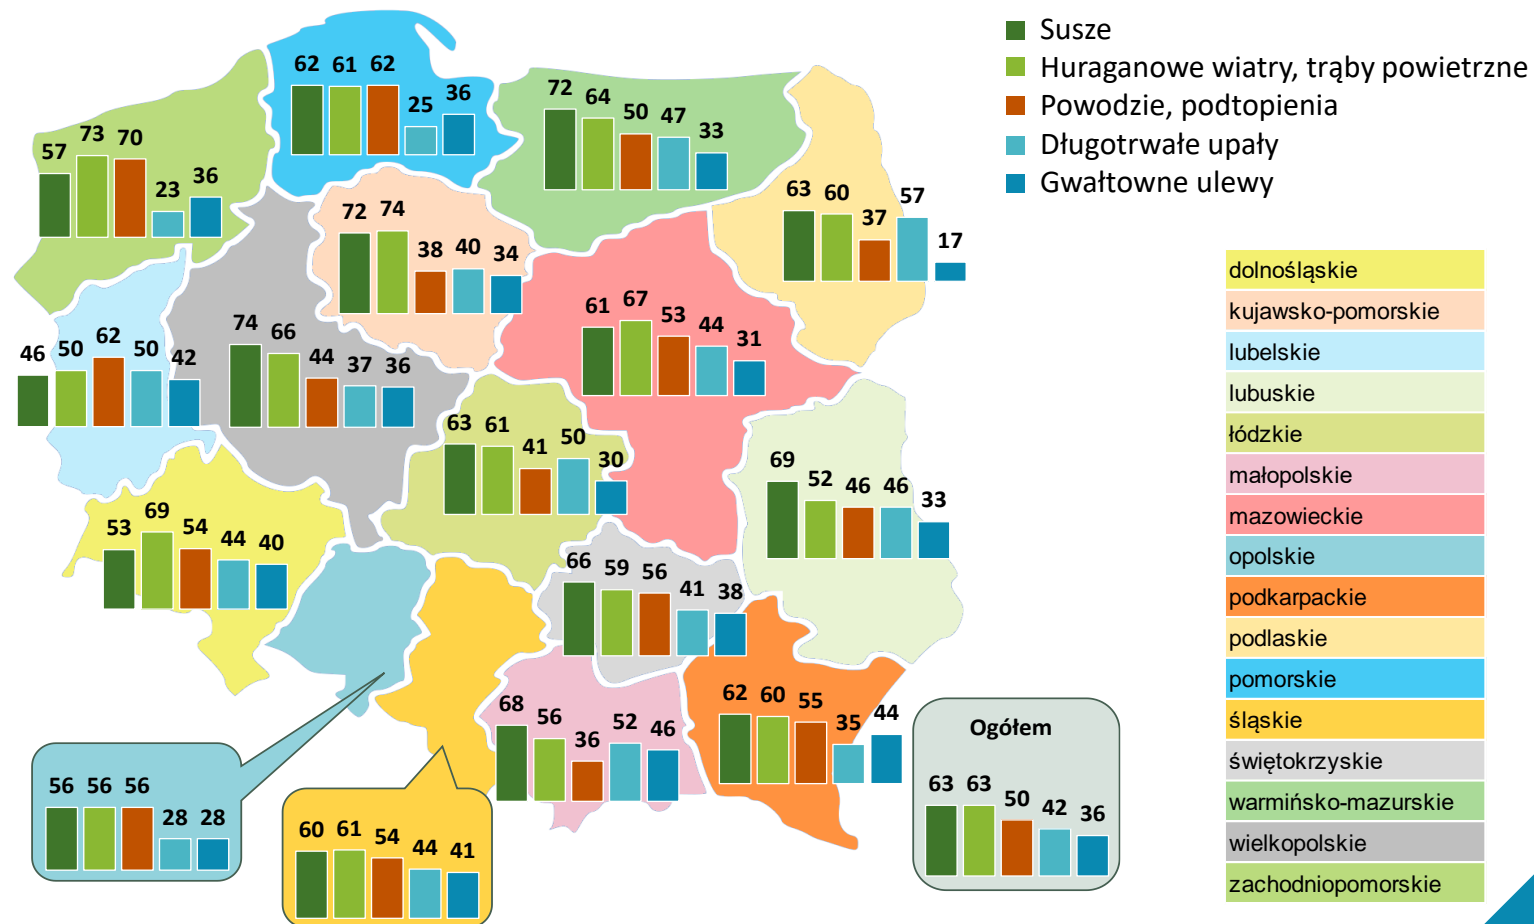 Susze
Huraganowe wiatry, trąby powietrzne
Powodzie, podtopienia
Długotrwałe upały
Gwałtowne ulewy
62 61 62 25 36
72 64 50 47 33
57 73 70 23 36
63 60 37 57 17
72 74 38 40 34
61 67 53 44 31
46 50 62 50 42
74 66 44 37 36
63 61 41 50 30
69 52 46 46 33
53 69 54 44 40
66 59 56 41 38
68 56 36 52 46
62 60 55 35 44
56 56 56 28 28
60 61 54 44 41
Ogółem
63 63 50 42 36
dolnośląskie
kujawsko-pomorskie
lubelskie
lubuskie
łódzkie
małopolskie
mazowieckie
opolskie
podkarpackie
podlaskie
pomorskie
śląskie
świętokrzyskie
warmińsko-mazurskie
wielkopolskie
zachodniopomorskie